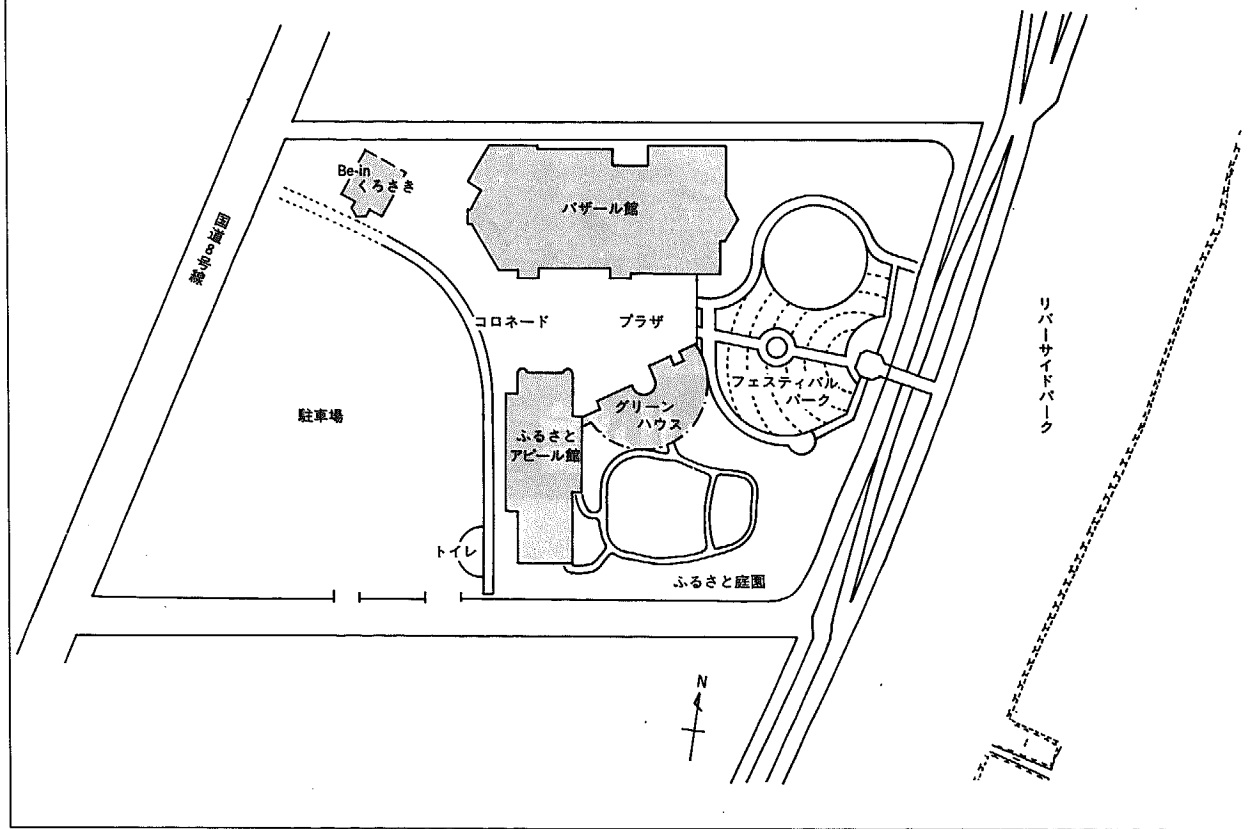 Be-in
くろさき
バザール館
国道8号線
リバーサイドパーク
コロネード
プラザ
フェスティバル
パーク
グリーン
ハウス
駐車場
ふるさと
アピール館
トイレ
ふるさと庭園
N